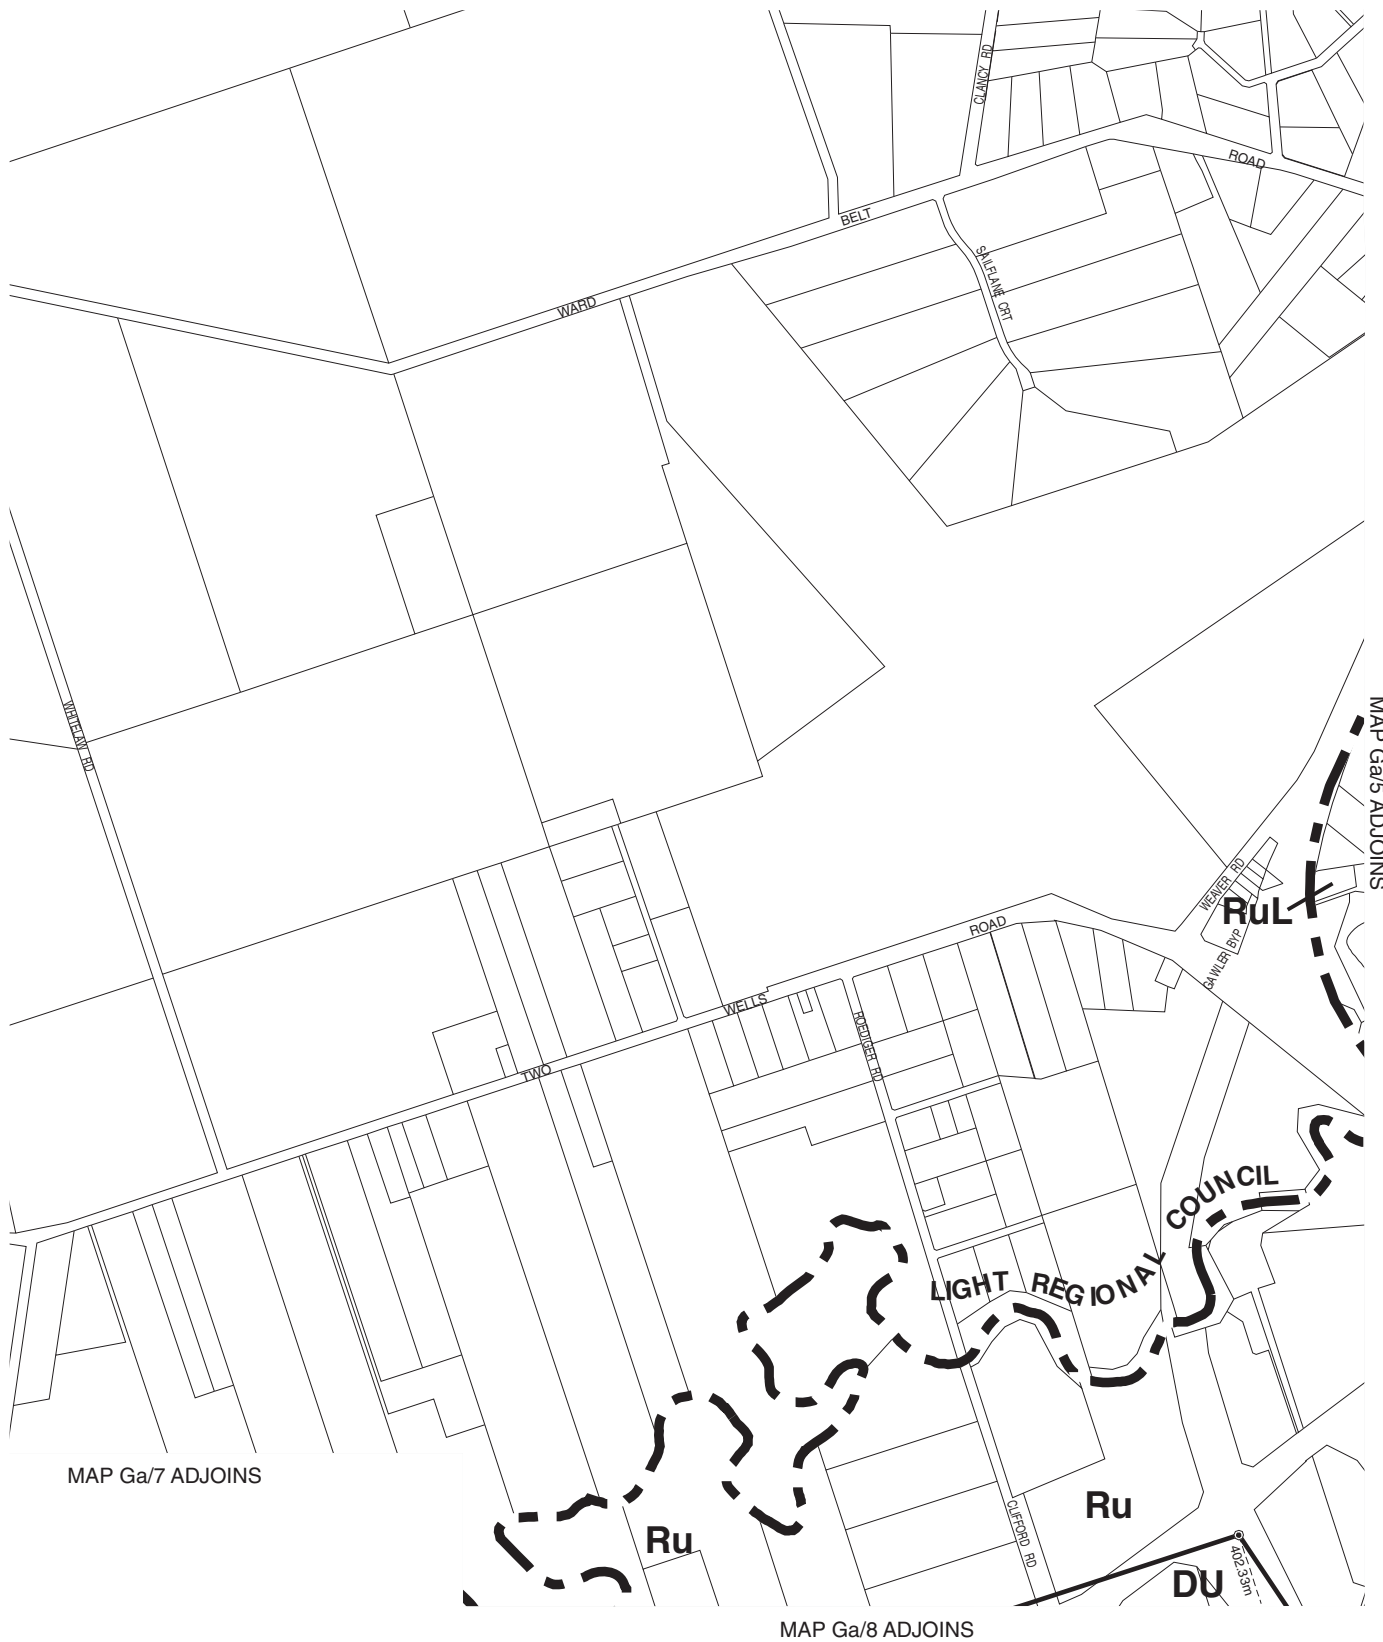 CLANCY RD
ROAD
BELT
SAILPLANE CRT
WARD
WHITELAW RD
MAP Ga/5 ADJOINS
WEAVER RD
RuL
GAWLER BYP
ROAD
WELLS
ROEDIGER RD
TWO
LIGHT REGIONAL COUNCIL
MAP Ga/7 ADJOINS
Ru
Ru
CLIFFORD RD
DU
402.33m
MAP Ga/8 ADJOINS